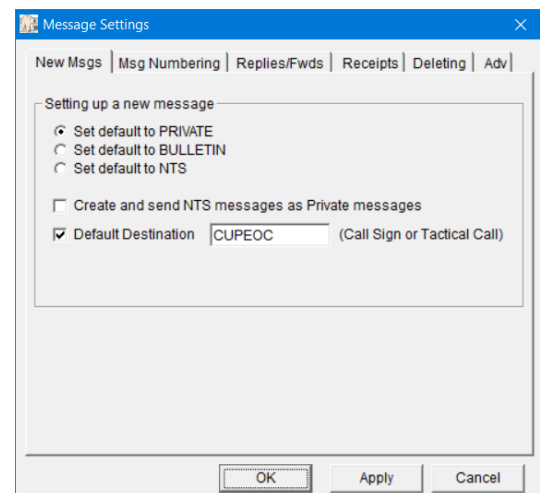 Message Settings
New Msgs Msg Numbering Replies/Fwds Receipts Deleting Adv
Setting up a new message
Set default to PRIVATE
Set default to BULLETIN
Set default to NTS
Create and send NTS messages as Private messages
Default Destination CUPEOC (Call Sign or Tactical Call)
OK Apply Cancel